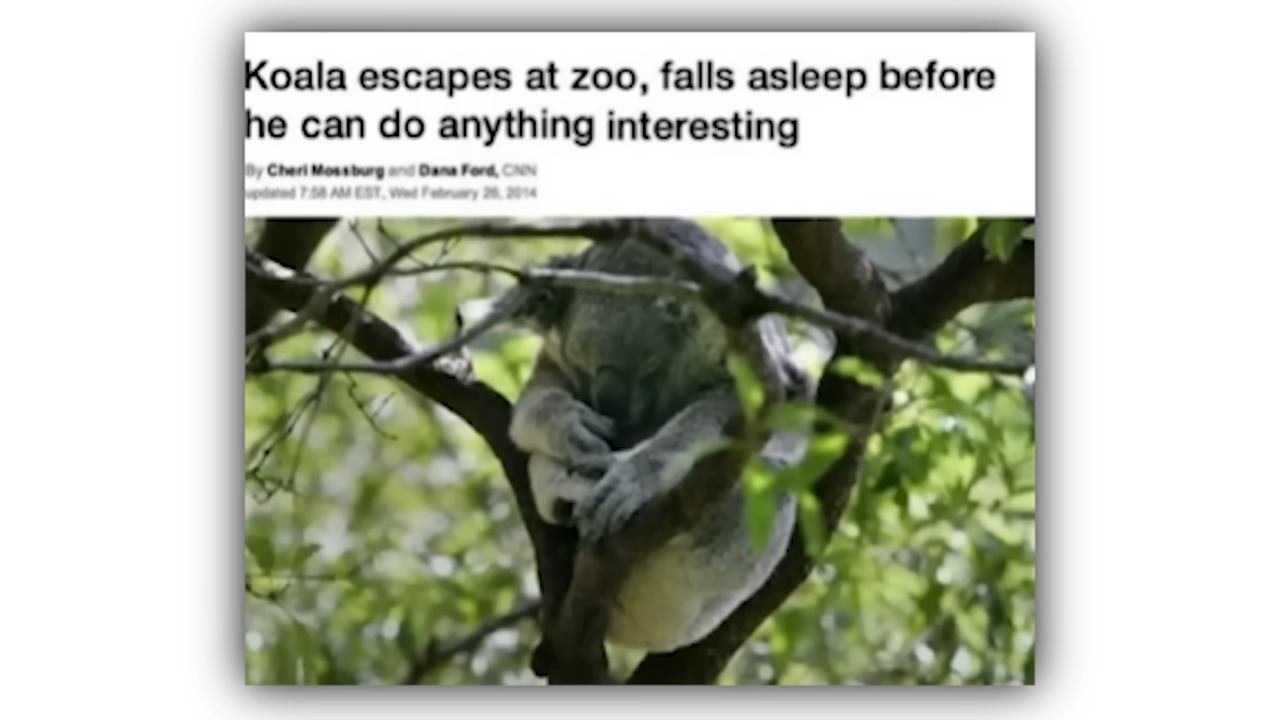 Koala escapes at zoo, falls asleep before
he can do anything interesting
By Cheri Mossburg and Dana Ford, CNN
updated 7:58 AM EST, Wed February 26, 2014